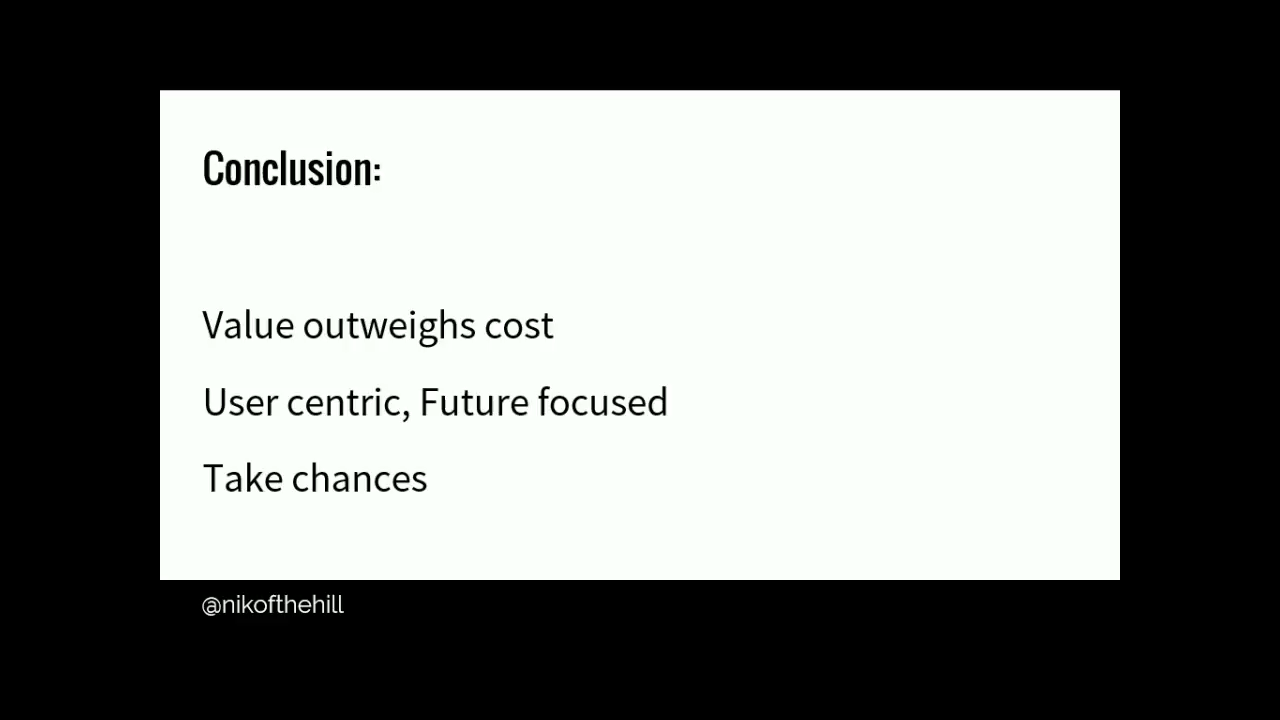 Conclusion:
Value outweighs cost
User centric, Future focused
Take chances
@nikofthehill